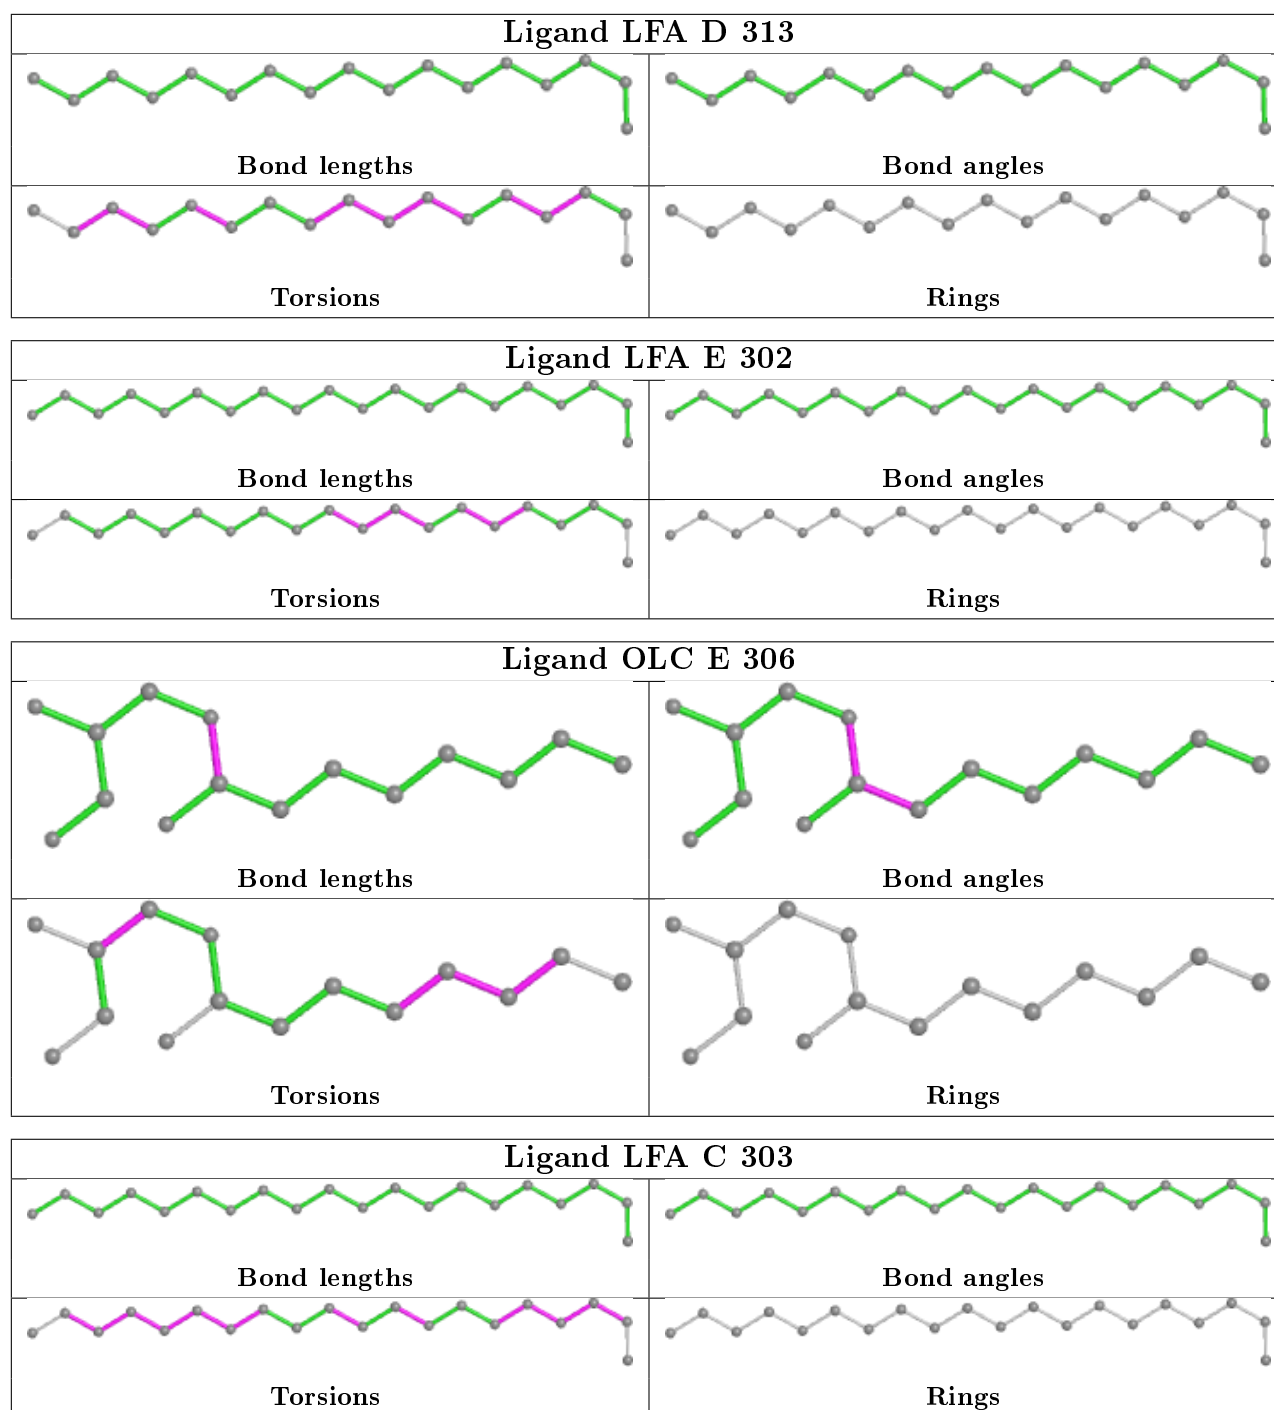 Ligand LFA D 313
Bond lengths
Bond angles
Torsions
Rings
Ligand LFA E 302
Bond lengths
Bond angles
Torsions
Rings
Ligand OLC E 306
Bond lengths
Bond angles
Torsions
Rings
Ligand LFA C 303
Bond lengths
Bond angles
Torsions
Rings